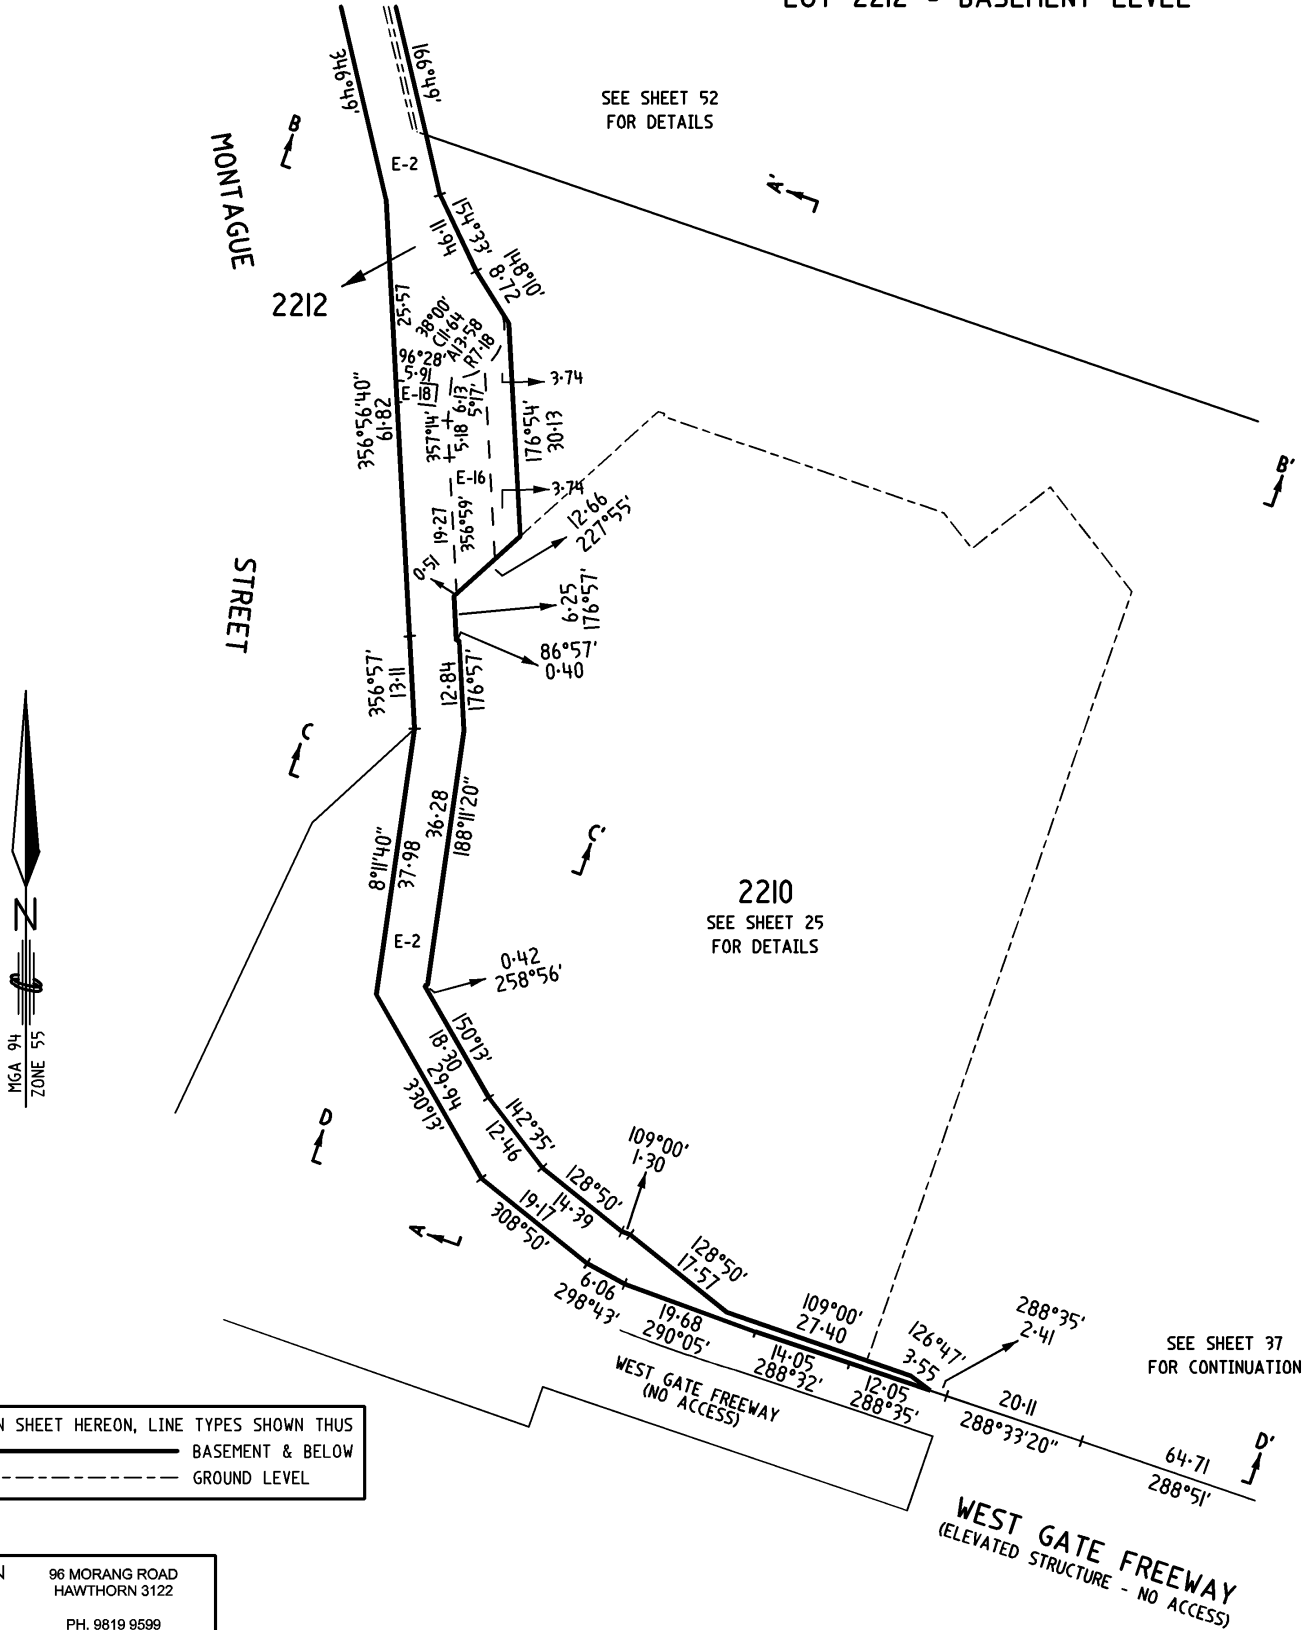 LOT 2212 - BASEMENT LEVEL
346°49'
166°49'
SEE SHEET 52
FOR DETAILS
B
MONTAGUE
E-2
A'
154°33'
11·94
148°10'
8·72
2212
25·57
38°00'
C11·64
A13·58
R7·18
96°28'
5·91
E-18
3·74
356°56'40"
61·82
357°14'
5·18
6·13
5°17'
176°54'
30·13
E-16
3·74
B'
12·66
227°55'
19·27
356°59'
0·51
STREET
6·25
176°57'
86°57'
0·40
356°57'
13·11
12·84
176°57'
C
36·28
188°11'20"
C'
8°11'40"
37·98
2210
SEE SHEET 25
FOR DETAILS
N
E-2
0·42
258°56'
MGA 94
ZONE 55
150°13'
18·30
29·94
330°13'
D
142°35'
12·46
109°00'
1·30
128°50'
14·39
19·17
308°50'
A
128°50'
17·57
6·06
298°43'
109°00'
27·40
288°35'
2·41
19·68
290°05'
126°47'
3·55
SEE SHEET 37
FOR CONTINUATION
14·05
288°32'
12·05
288°35'
WEST GATE FREEWAY
(NO ACCESS)
20·11
288°33'20"
64·71
288°51'
D'
N SHEET HEREON, LINE TYPES SHOWN THUS
BASEMENT & BELOW
GROUND LEVEL
WEST GATE FREEWAY
(ELEVATED STRUCTURE - NO ACCESS)
N
96 MORANG ROAD
HAWTHORN 3122
PH. 9819 9599